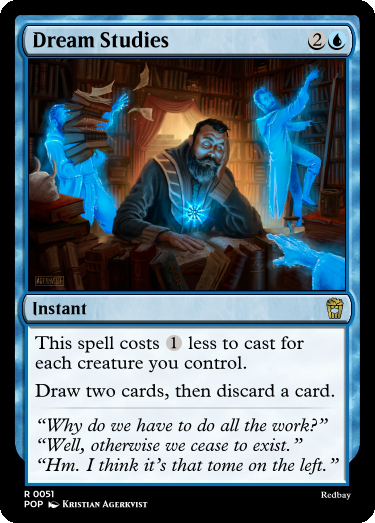 Dream Studies 2
AGERKVIST
Instant
This spell costs 1 less to cast for
each creature you control.
Draw two cards, then discard a card.
“Why do we have to do all the work?”
“Well, otherwise we cease to exist.”
“Hm. I think it’s that tome on the left.”
R 0051 Redbay
POP Kristian Agerkvist